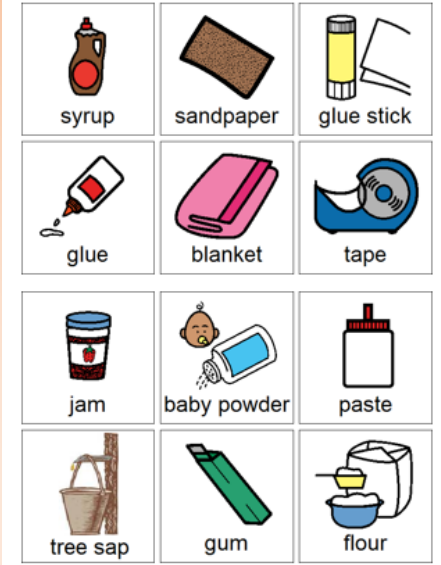 syrup
sandpaper
glue stick
glue
blanket
tape
jam
baby powder
paste
tree sap
gum
flour